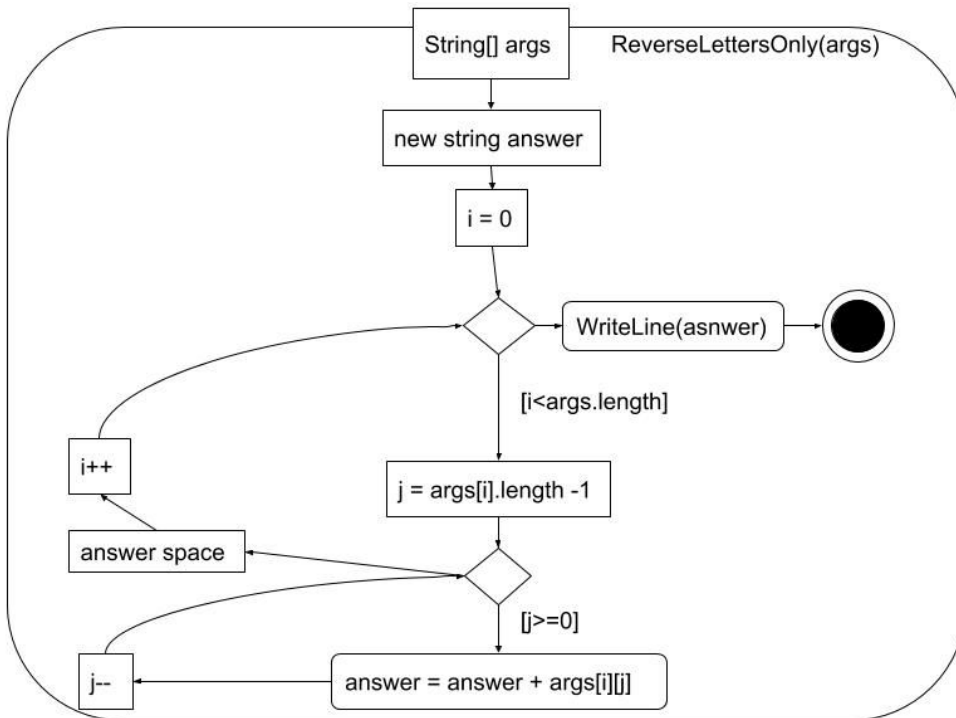 String[] args
ReverseLettersOnly(args)
new string answer
i = 0
WriteLine(asnwer)
[i<args.length]
i++
j = args[i].length -1
answer space
[j>=0]
j--
answer = answer + args[i][j]